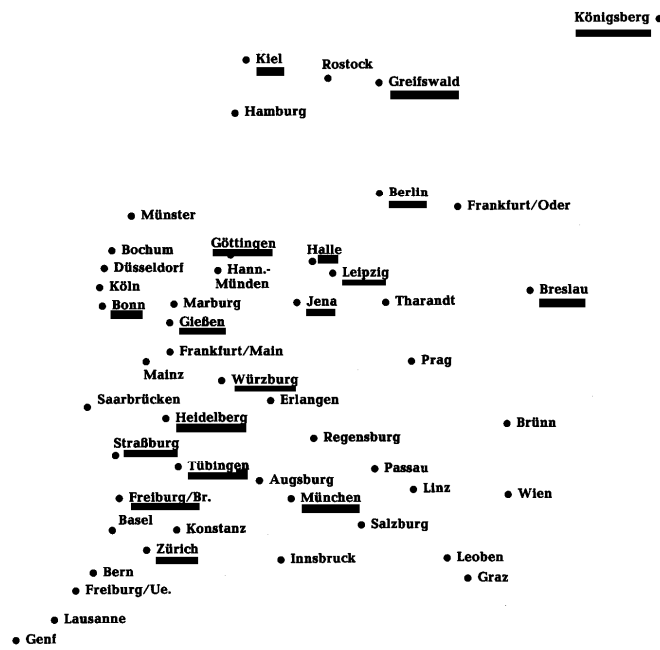 Königsberg
Kiel
Rostock
Greifswald
Hamburg
Berlin
Frankfurt/Oder
Münster
Göttingen
Bochum
Halle
Düsseldorf
Hann.-
Münden
Leipzig
Köln
Breslau
Bonn
Marburg
Jena
Tharandt
Gießen
Frankfurt/Main
Mainz
Prag
Würzburg
Saarbrücken
Erlangen
Heidelberg
Brünn
Regensburg
Straßburg
Tübingen
Passau
Augsburg
Linz
Wien
Freiburg/Br.
München
Basel
Konstanz
Salzburg
Zürich
Innsbruck
Leoben
Bern
Graz
Freiburg/Ue.
Lausanne
Genf